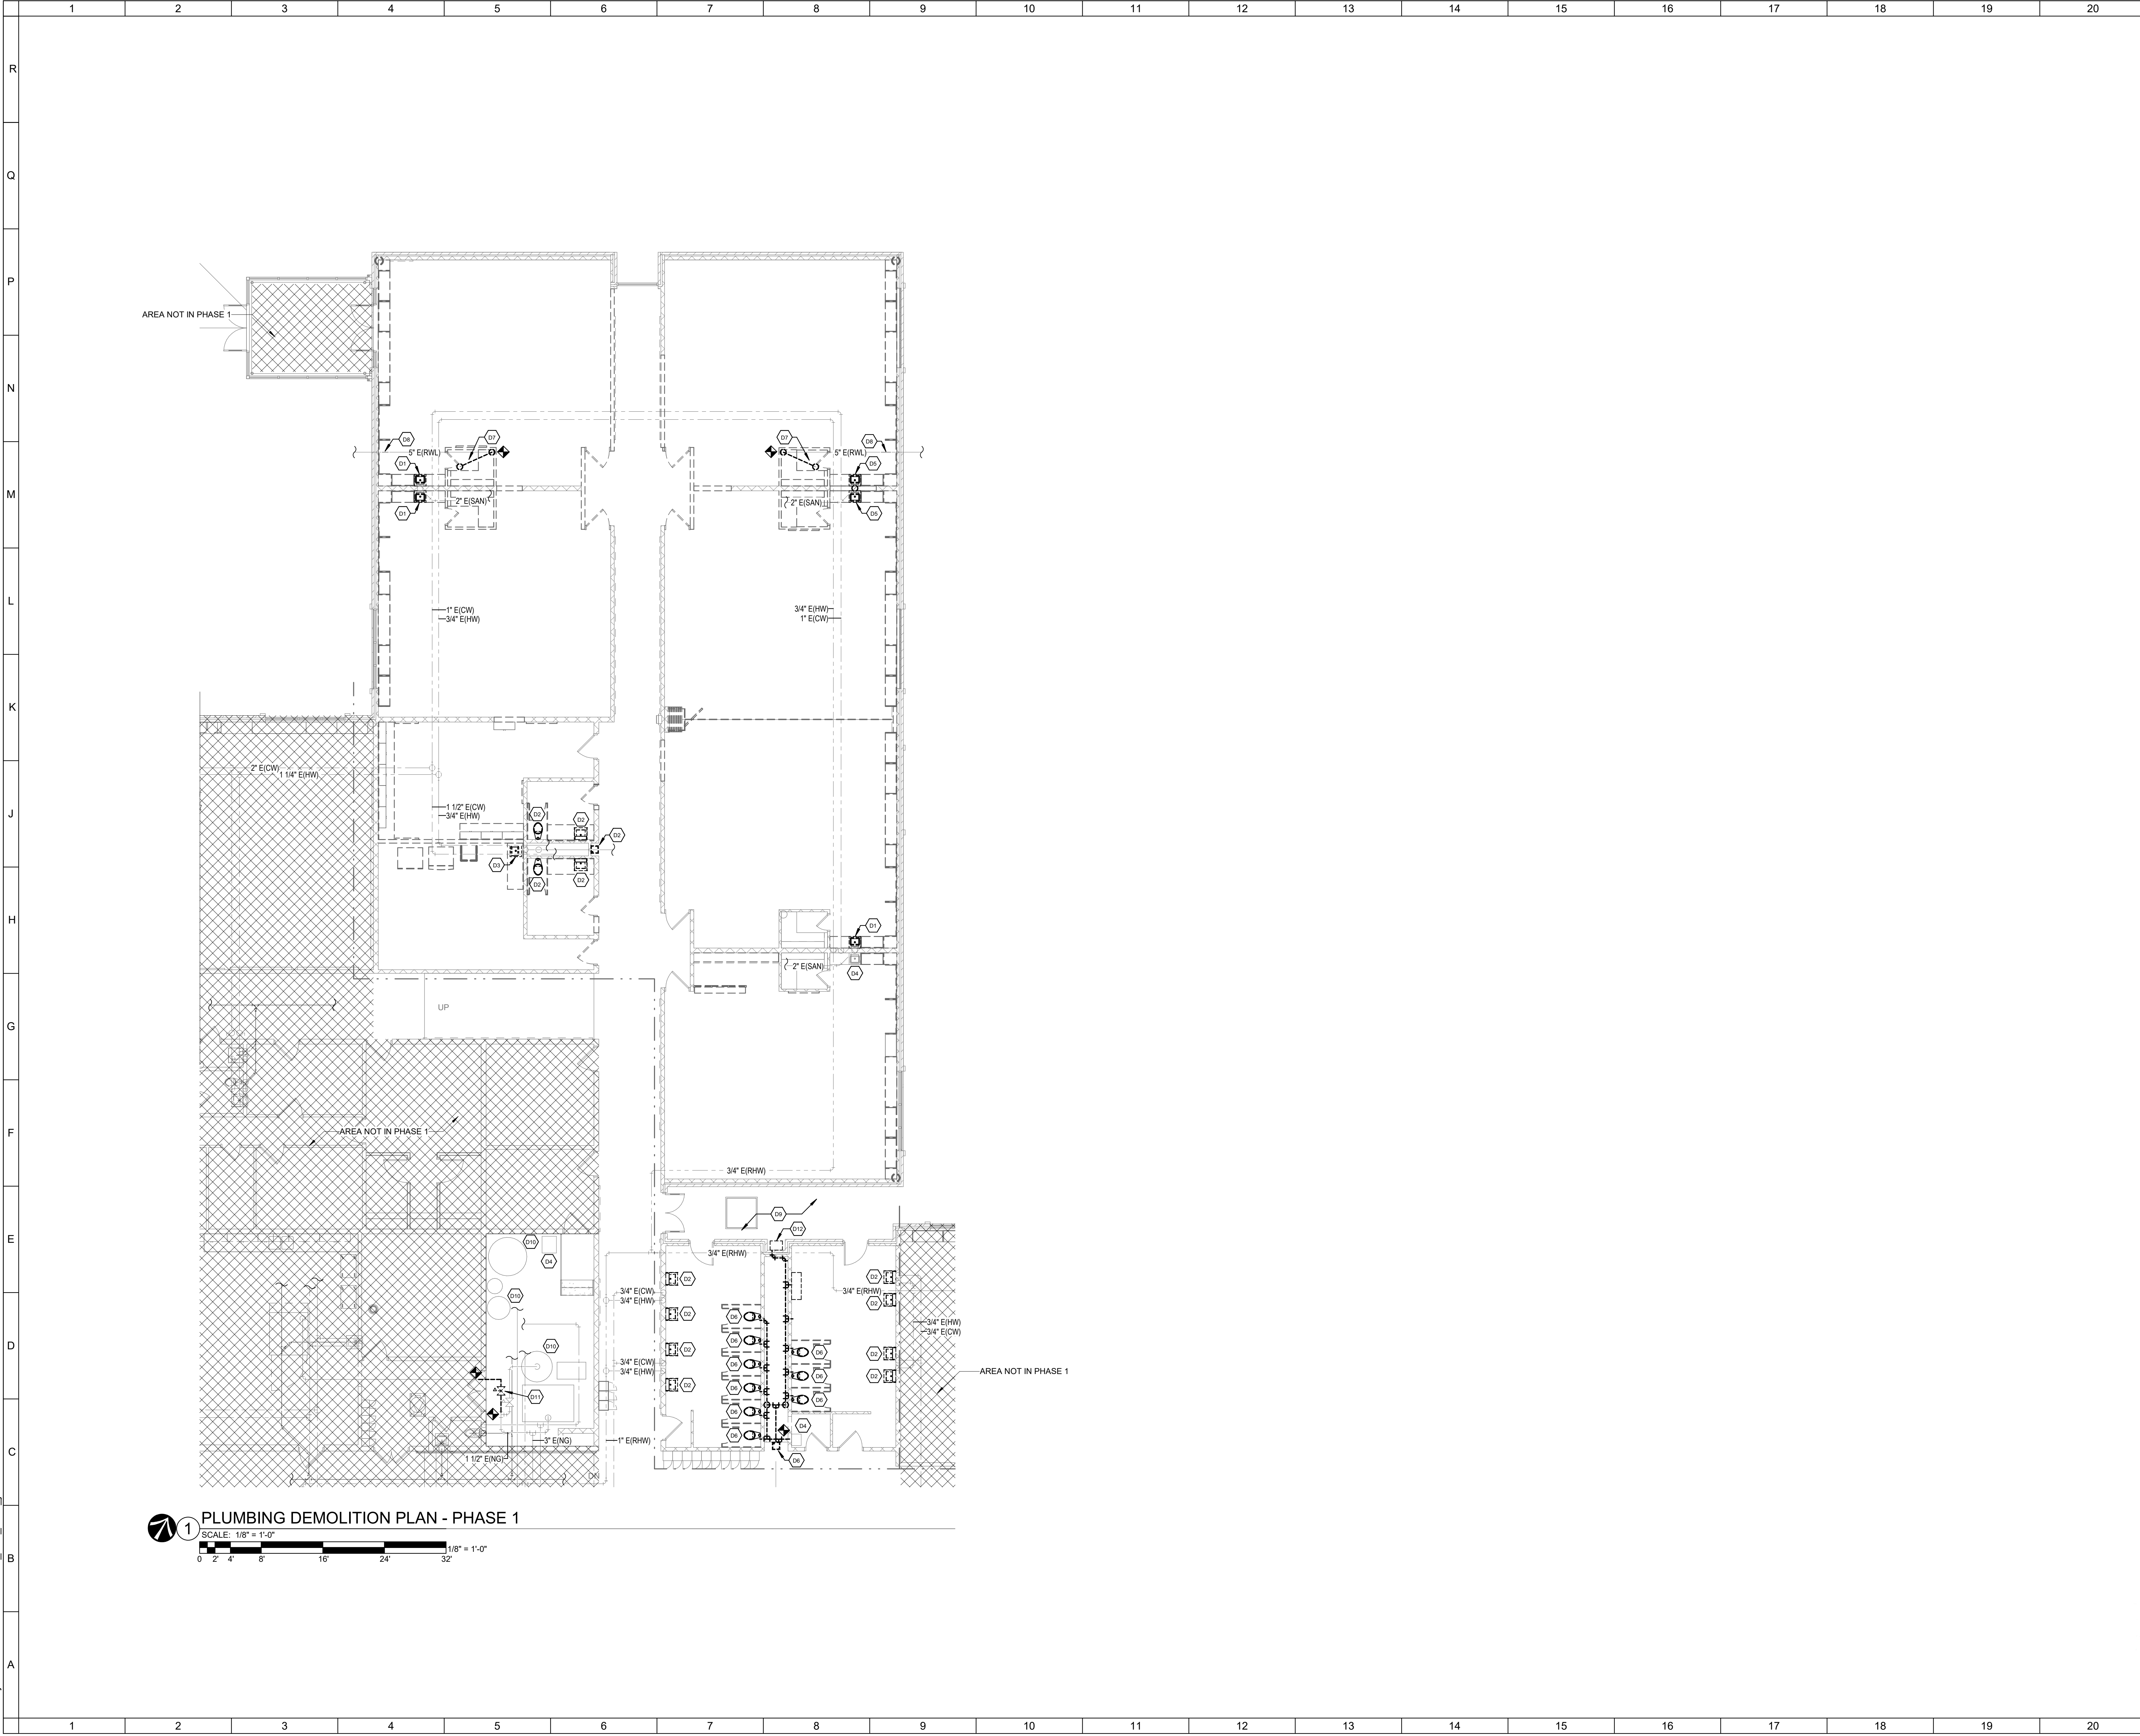 1 2 3 4 5 6 7 8 9 10 11 12 13 14 15 16 17 18 19 20
R
Q
P
AREA NOT IN PHASE 1
N
D8 D7 D7 D8
5" E(RWL) 5" E(RWL)
D1 D6
M
2" E(SAN) 2" E(SAN)
D1 D5
L
1" E(CW) 3/4" E(HW)
3/4" E(HW) 1" E(CW)
K
2" E(CW)
1 1/4" E(HW)
J
1 1/2" E(CW)
3/4" E(HW)
D2 D2
D2
D3
D2 D2
H
D1
2" E(SAN)
D4
UP
G
F
AREA NOT IN PHASE 1
3/4" E(RHW)
D9
D12
E
D10
3/4" E(RHW)
D4
D2 D2
3/4" E(CW) 3/4" E(RHW)
D10
3/4" E(HW)
D2
D2 D6
3/4" E(HW)
3/4" E(CW)
D6
D
D10
D2 D6 D2
3/4" E(CW) D6
3/4" E(HW)
AREA NOT IN PHASE 1
D6 D2
D2 D6
D11 D6
D6
D4
D6
3" E(NG) 1" E(RHW)
C
1 1/2" E(NG)
D6
DN
1 PLUMBING DEMOLITION PLAN - PHASE 1
SCALE: 1/8" = 1'-0"
1/8" = 1'-0"
B
0 2' 4' 8' 16' 24' 32'
A
1 2 3 4 5 6 7 8 9 10 11 12 13 14 15 16 17 18 19 20